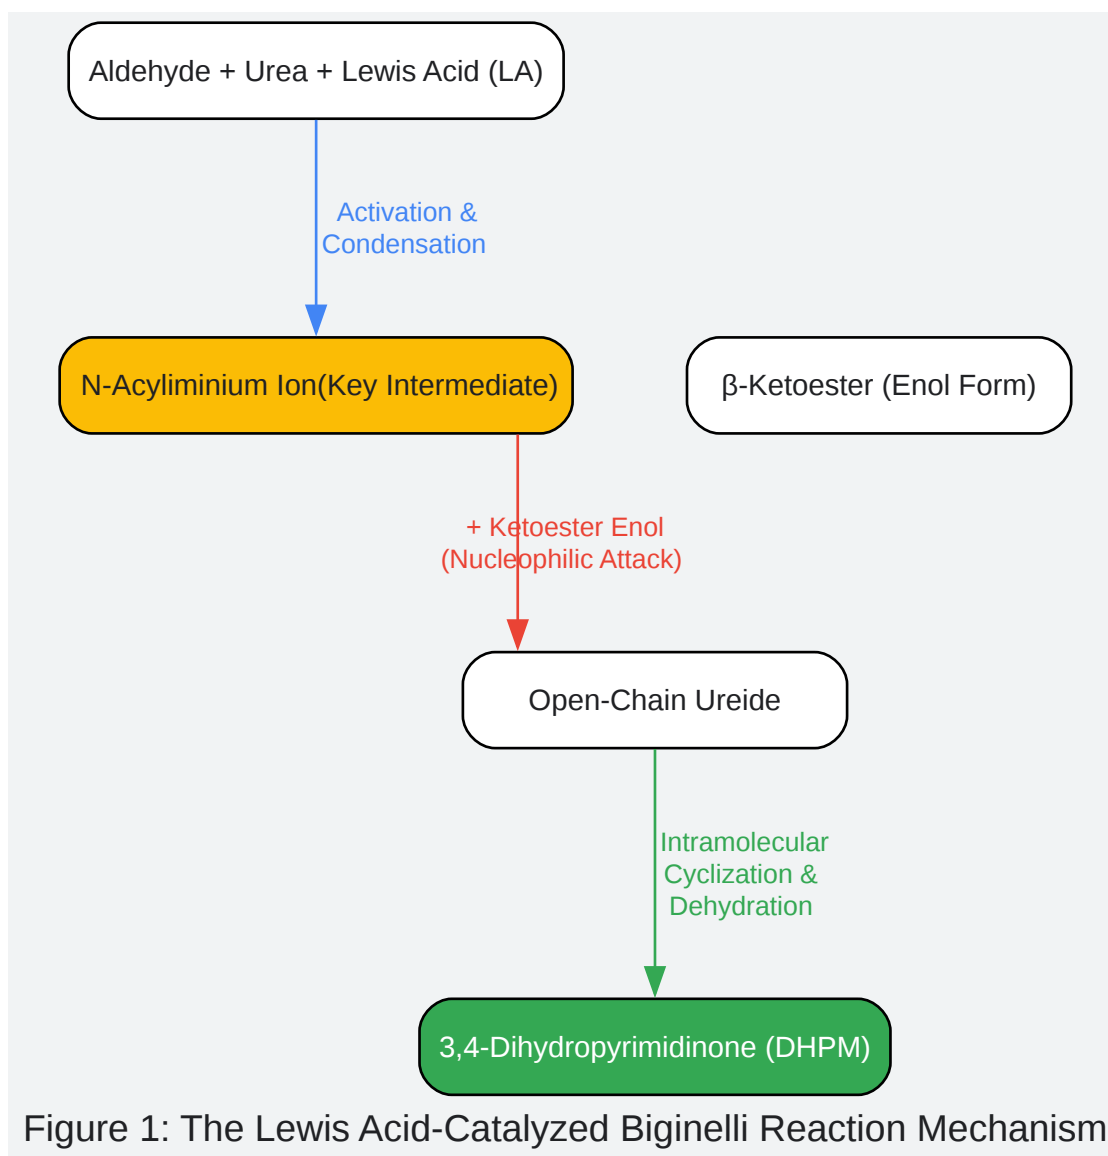 Aldehyde + Urea + Lewis Acid (LA)
Activation &
Condensation
N-Acyliminium Ion(Key Intermediate)
β-Ketoester (Enol Form)
+ Ketoester Enol
(Nucleophilic Attack)
Open-Chain Ureide
Intramolecular
Cyclization &
Dehydration
3,4-Dihydropyrimidinone (DHPM)
Figure 1: The Lewis Acid-Catalyzed Biginelli Reaction Mechanism